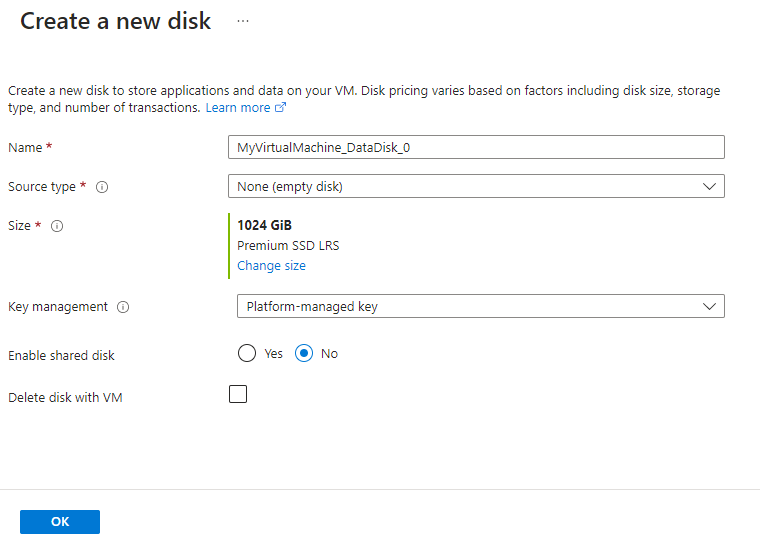 Create a new disk ...
Create a new disk to store applications and data on your VM. Disk pricing varies based on factors including disk size, storage
type, and number of transactions. Learn more
Name *
MyVirtualMachine_DataDisk_0
Source type *
None (empty disk)
Size *
1024 GiB
Premium SSD LRS
Change size
Key management
Platform-managed key
Enable shared disk
Yes No
Delete disk with VM
OK